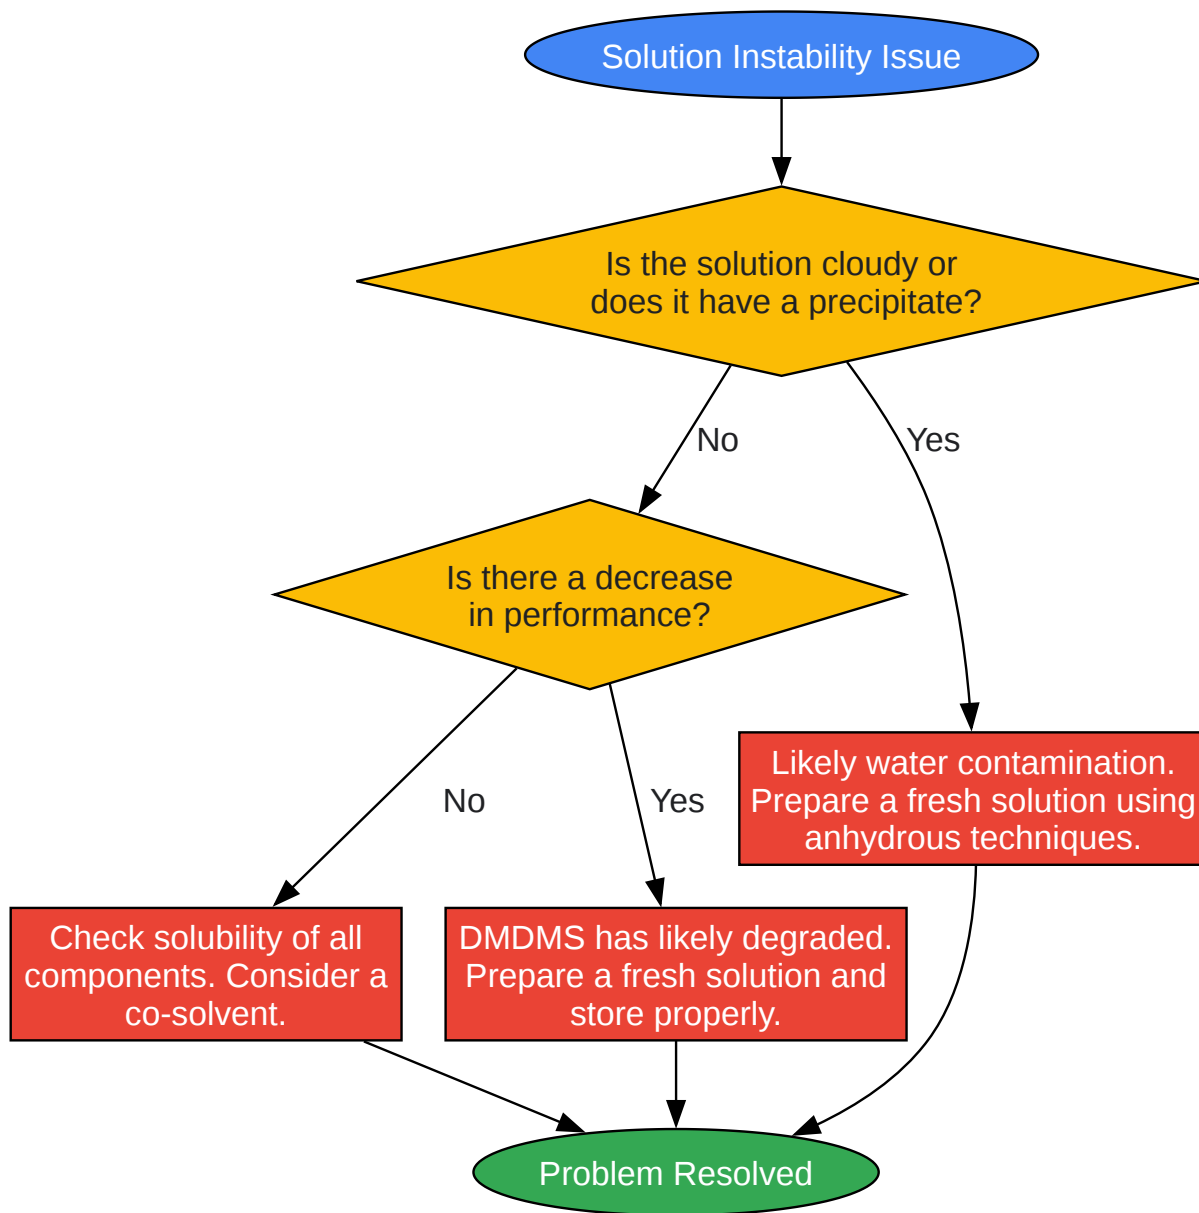 Solution Instability Issue
Is the solution cloudy or
does it have a precipitate?
No
Yes
Is there a decrease
in performance?
No
Yes
Likely water contamination.
Prepare a fresh solution using
anhydrous techniques.
Check solubility of all
components. Consider a
co-solvent.
DMDMS has likely degraded.
Prepare a fresh solution and
store properly.
Problem Resolved